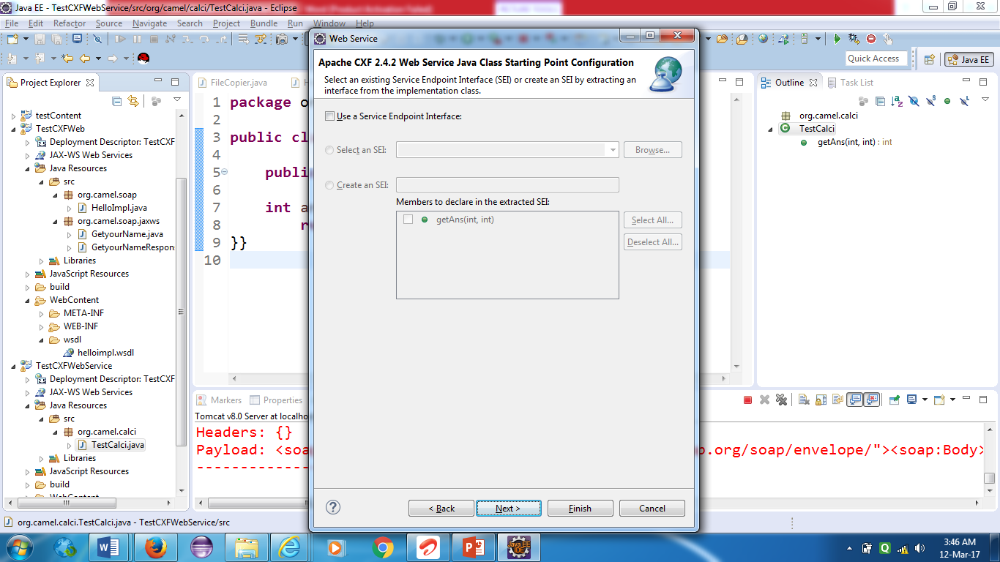 Java EE - TestCXFWebService/src/org/camel/calci/TestCalci.java - Eclipse
File Edit Refactor Source Navigate Search Project Bundle Run Window Help
Quick Access
Java EE
Project Explorer
testContent
TestCXFWeb
Deployment Descriptor: TestCXF
JAX-WS Web Services
Java Resources
src
org.camel.soap
HelloImpl.java
org.camel.soap.jaxws
GetyourName.java
GetyourNameRespon
Libraries
JavaScript Resources
build
WebContent
META-INF
WEB-INF
wsdl
helloimpl.wsdl
TestCXFWebService
Deployment Descriptor: TestCXF
JAX-WS Web Services
Java Resources
src
org.camel.calci
TestCalci.java
Libraries
JavaScript Resources
build
WebContent
FileCopier.java
1 package o
2
3 public cl
4
5 publi
6
7 int a
8 r
9 }}
10
Web Service
Apache CXF 2.4.2 Web Service Java Class Starting Point Configuration
Select an existing Service Endpoint Interface (SEI) or create an SEI by extracting an
interface from the implementation class.
Use a Service Endpoint Interface:
Select an SEI:
Browse...
Create an SEI:
Members to declare in the extracted SEI:
getAns(int, int)
Select All...
Deselect All...
< Back
Next >
Finish
Cancel
Outline
Task List
org.camel.calci
TestCalci
getAns(int, int) : int
Markers
Properties
Tomcat v8.0 Server at localho
Headers: {}
Payload: <soa
p.org/soap/envelope/"><soap:Body>
--------------
org.camel.calci.TestCalci.java - TestCXFWebService/src
3:46 AM
12-Mar-17